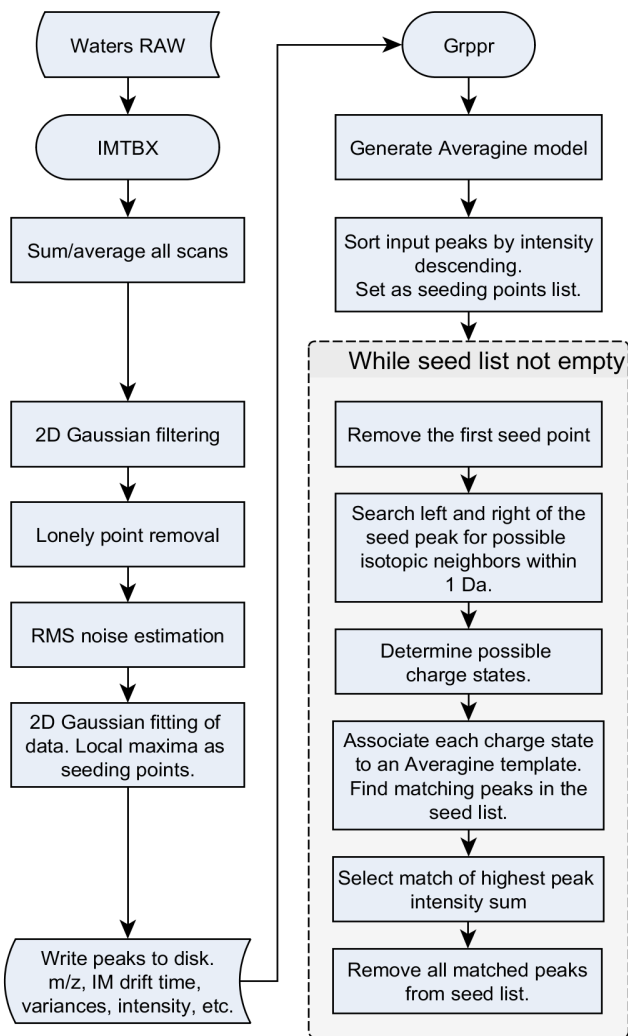 Waters RAW
IMTBX
Sum/average all scans
2D Gaussian filtering
Lonely point removal
RMS noise estimation
2D Gaussian fitting of
data. Local maxima as
seeding points.
Write peaks to disk.
m/z, IM drift time,
variances, intensity, etc.
Grppr
Generate Averagine model
Sort input peaks by intensity
descending.
Set as seeding points list.
While seed list not empty
Remove the first seed point
Search left and right of the
seed peak for possible
isotopic neighbors within
1 Da.
Determine possible
charge states.
Associate each charge state
to an Averagine template.
Find matching peaks in the
seed list.
Select match of highest peak
intensity sum
Remove all matched peaks
from seed list.